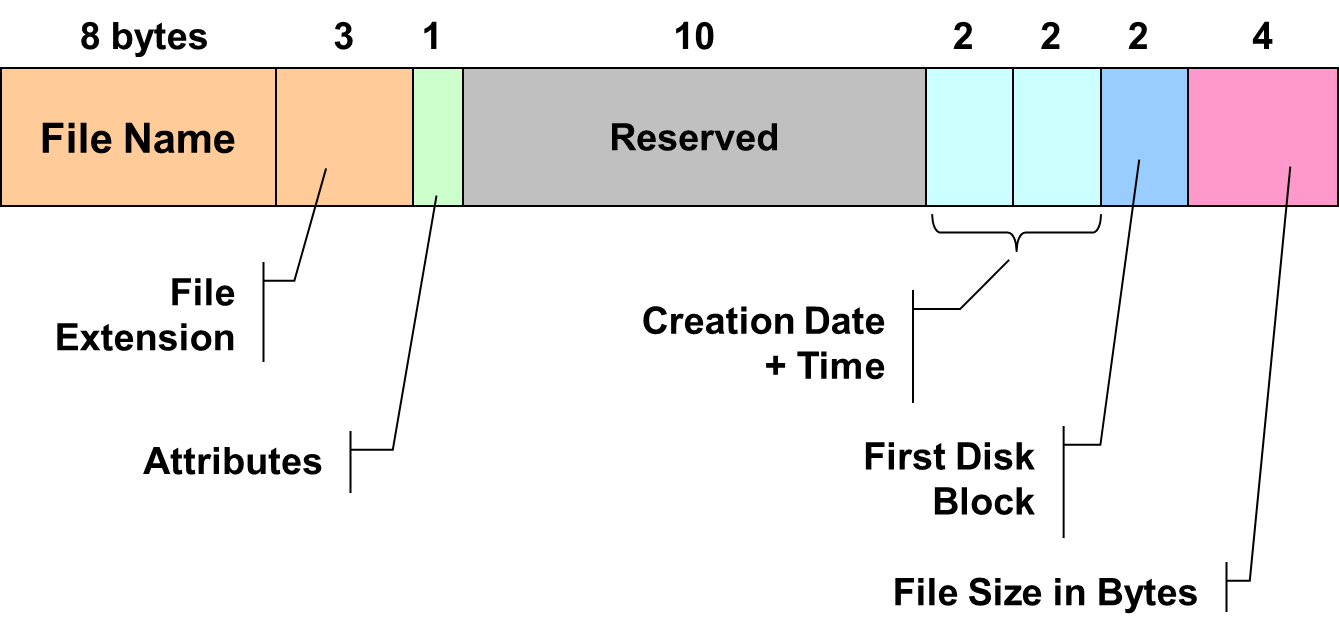 8 bytes 3 1 10 2 2 2 4
File Name Reserved
File
Extension
Creation Date
+ Time
Attributes
First Disk
Block
File Size in Bytes